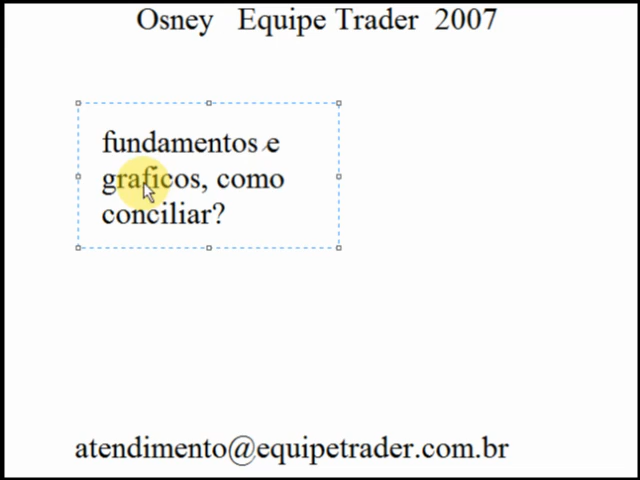 Osney Equipe Trader 2007
fundamentos e
graficos, como
conciliar?
atendimento@equipetrader.com.br